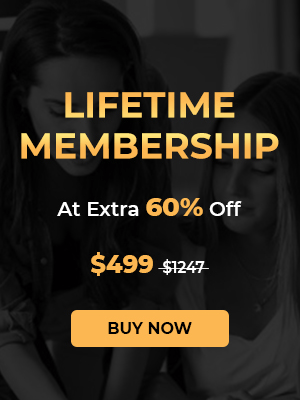 LIFETIME
MEMBERSHIP
At Extra 60% Off
$499 $1247
BUY NOW